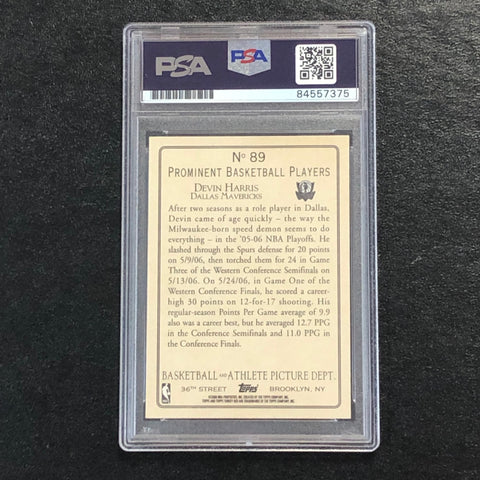 PSA PSA
84557375
No 89
PROMINENT BASKETBALL PLAYERS
DEVIN HARRIS
DALLAS MAVERICKS
After two seasons as a role player in Dallas,
Devin came of age quickly – the way the
Milwaukee-born speed demon seems to do
everything – in the '05-06 NBA Playoffs. He
slashed through the Spurs defense for 20 points
on 5/9/06, then torched them for 24 in Game
Three of the Western Conference Semifinals on
5/13/06. On 5/24/06, in Game One of the
Western Conference Finals, he scored a career-
high 30 points on 12-for-17 shooting. His
regular-season Points Per Game average of 9.9
also was a career best, but he averaged 12.7 PPG
in the Conference Semifinals and 11.0 PPG in
the Conference Finals.
BASKETBALL AND ATHLETE PICTURE DEPT.
36TH STREET Topps BROOKLYN, NY